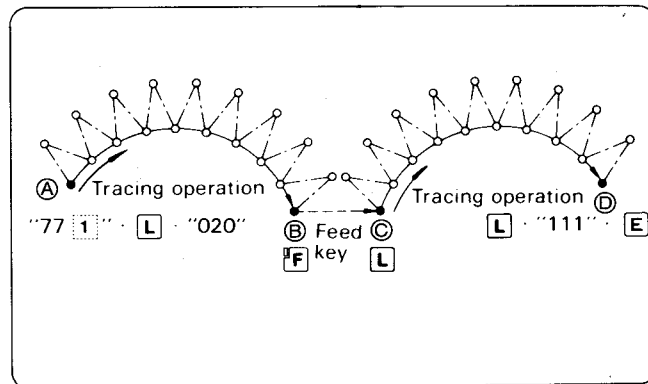 Ⓐ Tracing operation
"77 1 " · L · "020"
Ⓑ Feed key
F
Ⓒ
L
Tracing operation Ⓓ
L · "111" · E